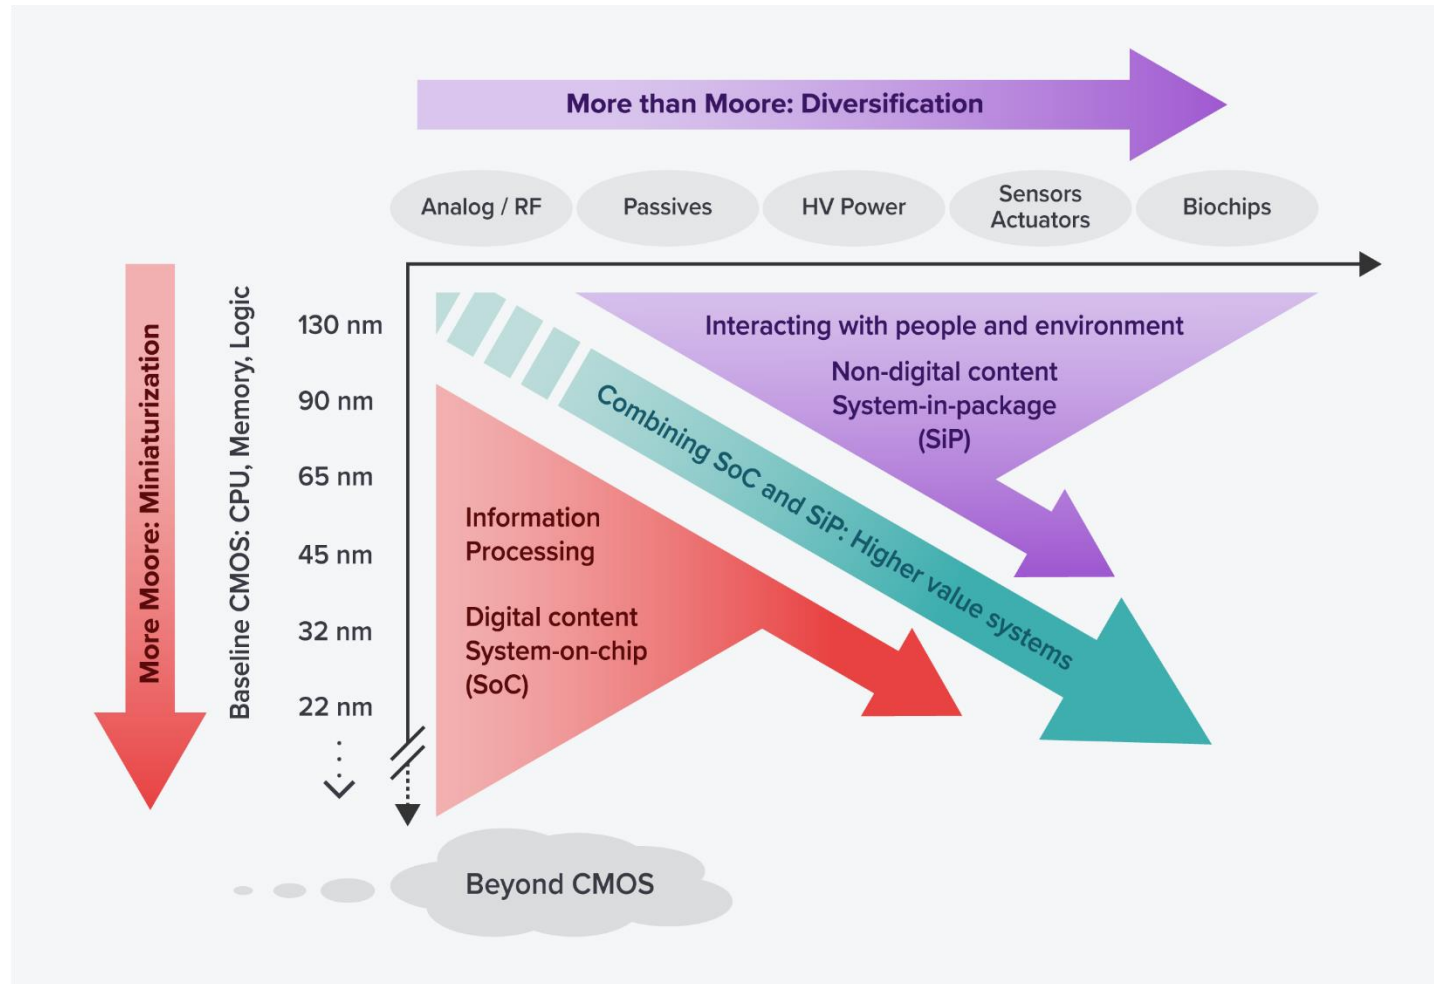 More than Moore: Diversification
Analog / RF
Passives
HV Power
Sensors
Actuators
Biochips
More Moore: Miniaturization
Baseline CMOS: CPU, Memory, Logic
130 nm
90 nm
65 nm
45 nm
32 nm
22 nm
Interacting with people and environment
Non-digital content
System-in-package
(SiP)
Combining SoC and SiP: Higher value systems
Information
Processing
Digital content
System-on-chip
(SoC)
Beyond CMOS